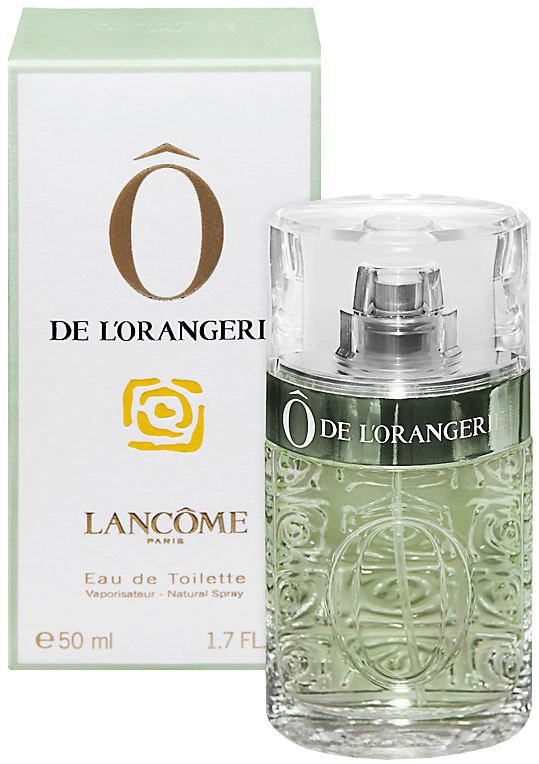 Ô
DE L'ORANGERI
LANCÔME
PARIS
Eau de Toilette
Vaporisateur - Natural Spray
℮ 50 ml 1.7 FL.
Ô DE L'ORANGERI